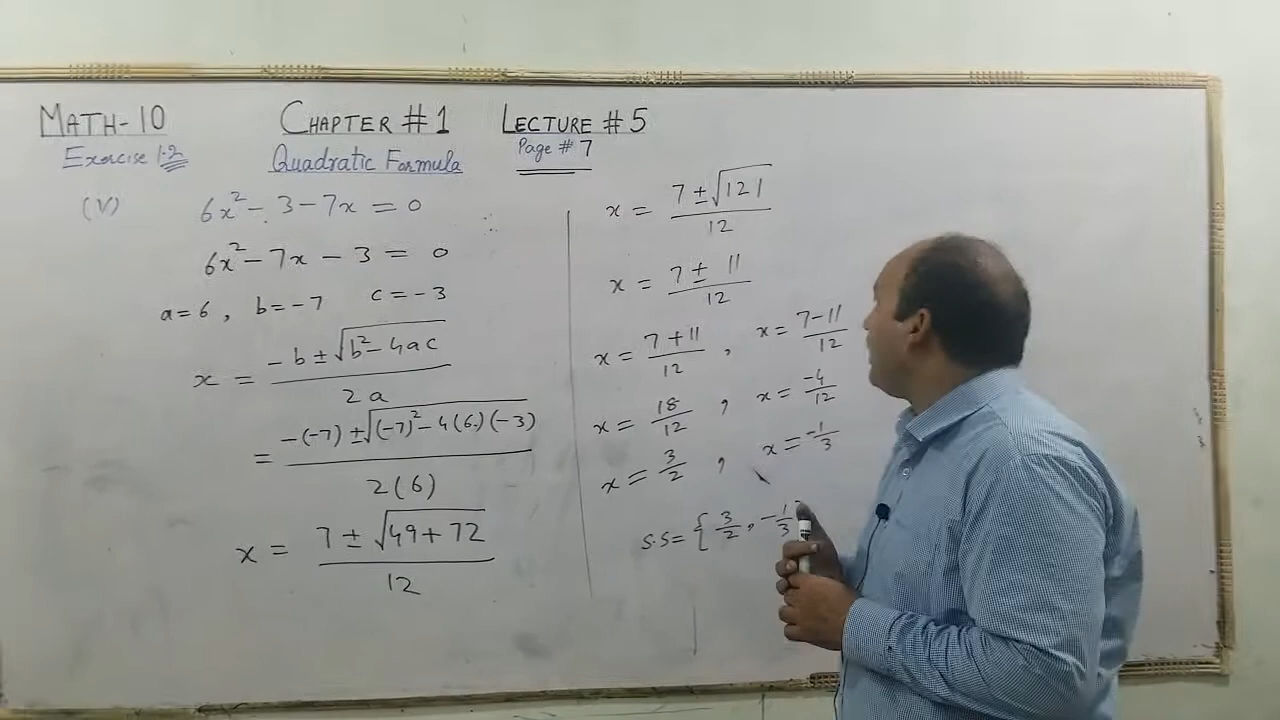 MATH-10 CHAPTER #1 LECTURE #5
Exercise 1.2 Quadratic Formula Page #7
(V) 6x² - 3 - 7x = 0
6x² - 7x - 3 = 0
a = 6 , b = -7 c = -3
x = (-b ± √(b² - 4ac)) / 2a
= (-(-7) ± √((-7)² - 4(6)(-3))) / 2(6)
x = (7 ± √(49 + 72)) / 12
x = (7 ± √121) / 12
x = (7 ± 11) / 12
x = (7 + 11) / 12 , x = (7 - 11) / 12
x = 18/12 , x = -4/12
x = 3/2 , x = -1/3
S.S = { 3/2 , -1/3 }